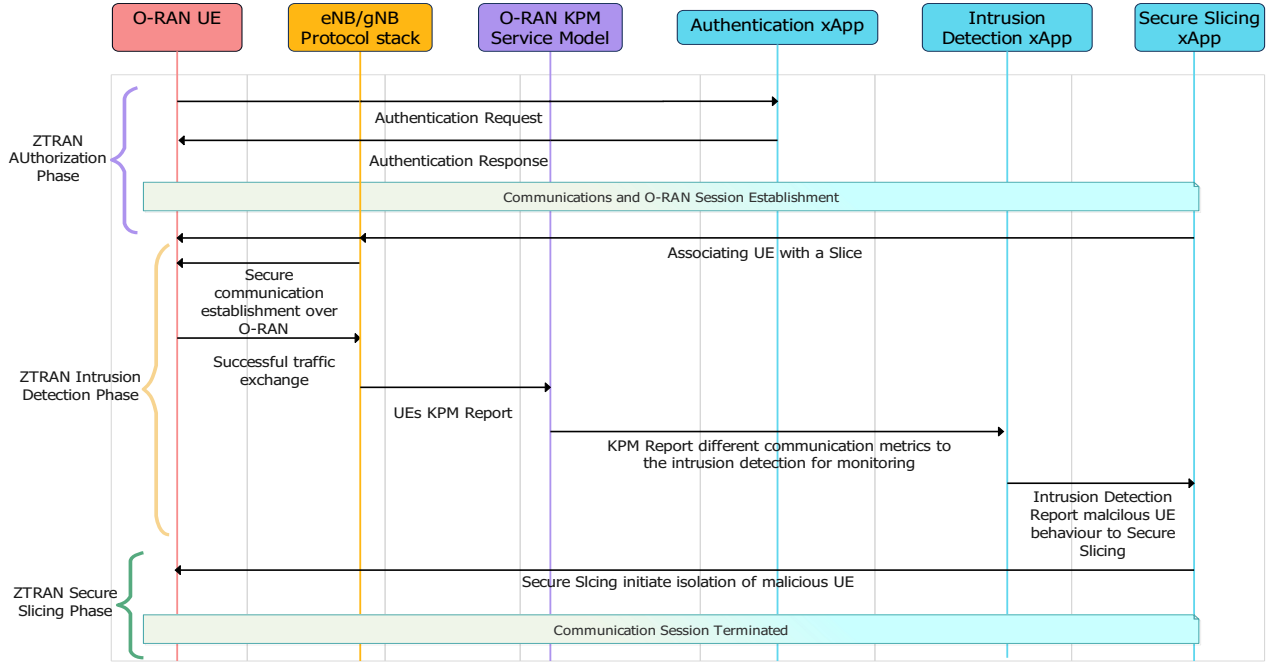 O-RAN UE
eNB/gNB
Protocol stack
O-RAN KPM
Service Model
Authentication xApp
Intrusion
Detection xApp
Secure Slicing
xApp
ZTRAN
AUthorization
Phase
Authentication Request
Authentication Response
Communications and O-RAN Session Establishment
Associating UE with a Slice
Secure
communication
establishment over
O-RAN
Successful traffic
exchange
ZTRAN Intrusion
Detection Phase
UEs KPM Report
KPM Report different communication metrics to
the intrusion detection for monitoring
Intrusion Detection
Report malcilous UE
behaviour to Secure
Slicing
Secure Slcing initiate isolation of malicious UE
ZTRAN Secure
Slicing Phase
Communication Session Terminated